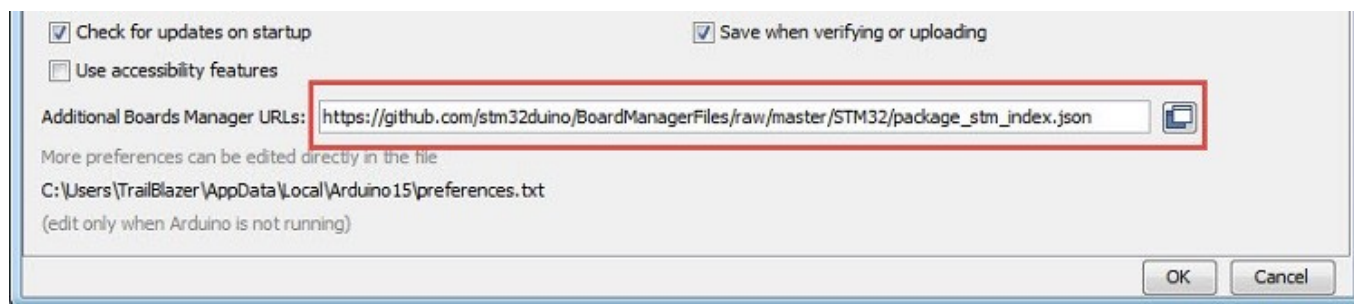 Check for updates on startup
Save when verifying or uploading
Use accessibility features
Additional Boards Manager URLs: https://github.com/stm32duino/BoardManagerFiles/raw/master/STM32/package_stm_index.json
More preferences can be edited directly in the file
C:\Users\TrailBlazer\AppData\Local\Arduino15\preferences.txt
(edit only when Arduino is not running)
OK
Cancel